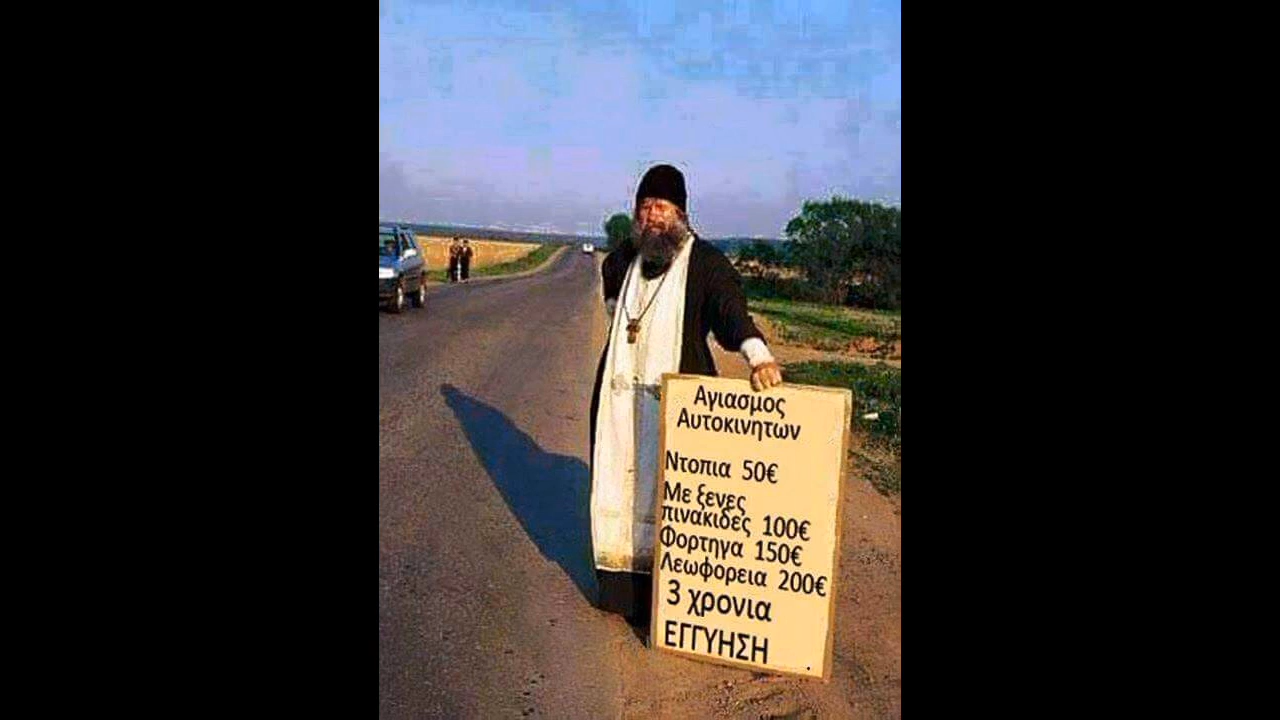 Αγιασμος
Αυτοκινητων
Ντοπια 50€
Με ξενες
πινακιδες 100€
Φορτηγα 150€
Λεωφορεια 200€
3 χρονια
ΕΓΓΥΗΣΗ